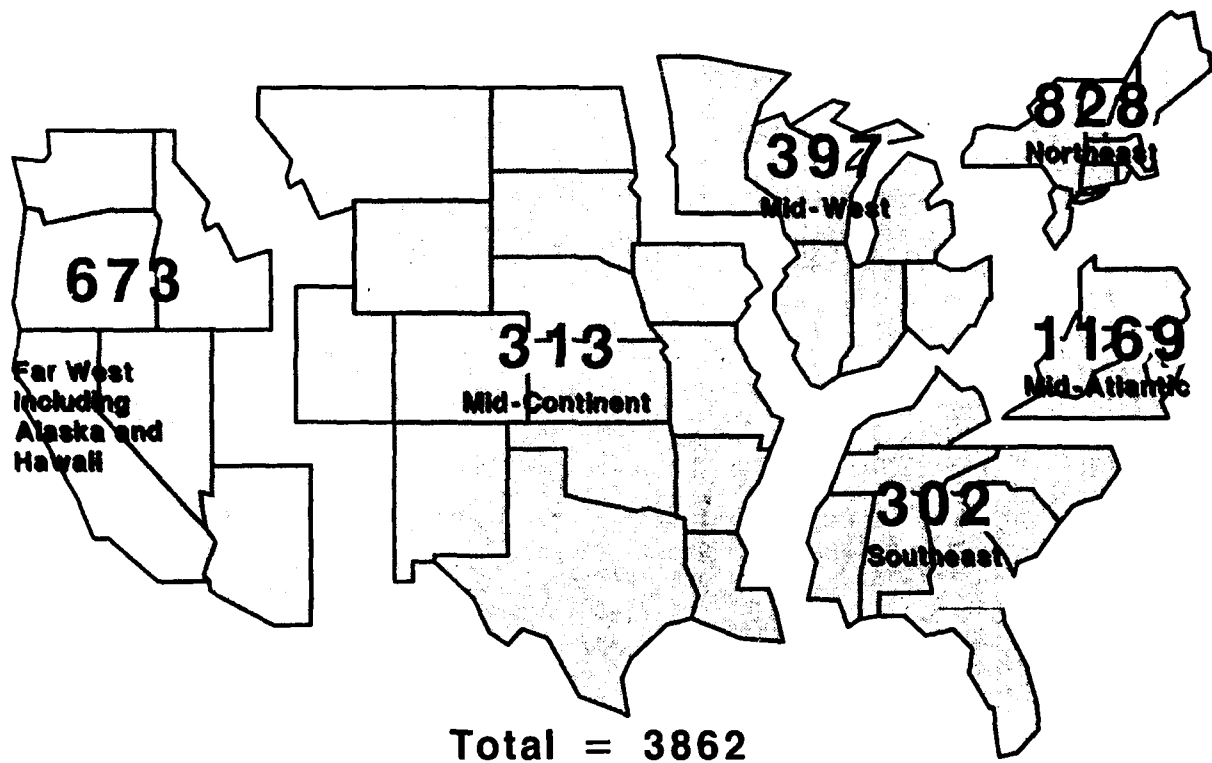 828
Northeast
397
Mid-West
673
Far West
including
Alaska and
Hawaii
313
Mid-Continent
1169
Mid-Atlantic
302
Southeast
Total = 3862